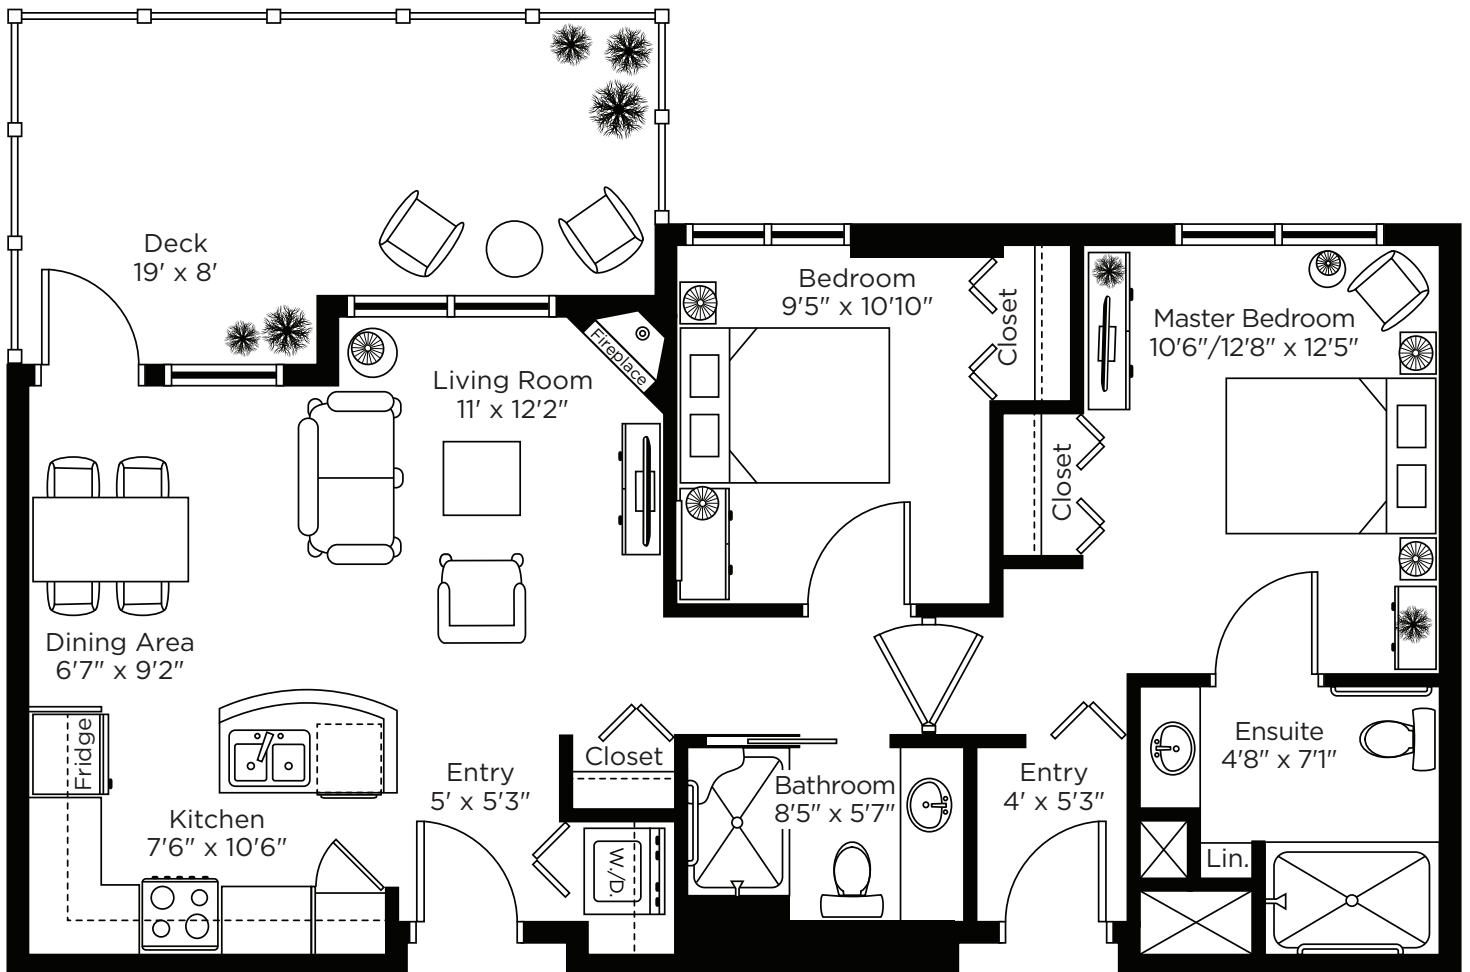 Deck
19' x 8'
Bedroom
9'5" x 10'10"
Closet
Master Bedroom
10'6"/12'8" x 12'5"
Fireplace
Living Room
11' x 12'2"
Closet
Dining Area
6'7" x 9'2"
Fridge
Closet
Entry
5' x 5'3"
Bathroom
8'5" x 5'7"
Entry
4' x 5'3"
Ensuite
4'8" x 7'1"
Kitchen
7'6" x 10'6"
W./D.
Lin.